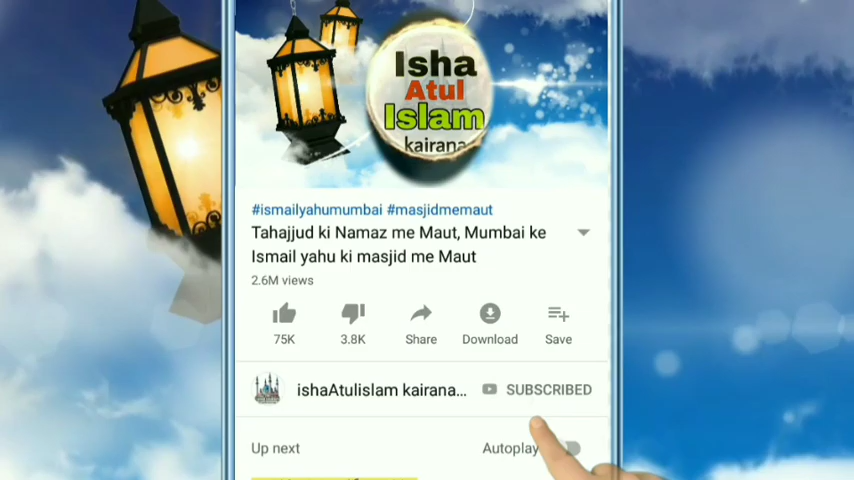 Isha
Atul
Islam
kairana
#ismailyahumumbai #masjidmemaut
Tahajjud ki Namaz me Maut, Mumbai ke
Ismail yahu ki masjid me Maut
2.6M views
75K
3.8K
Share
Download
Save
ishaAtulislam kairana...
SUBSCRIBED
Up next
Autoplay